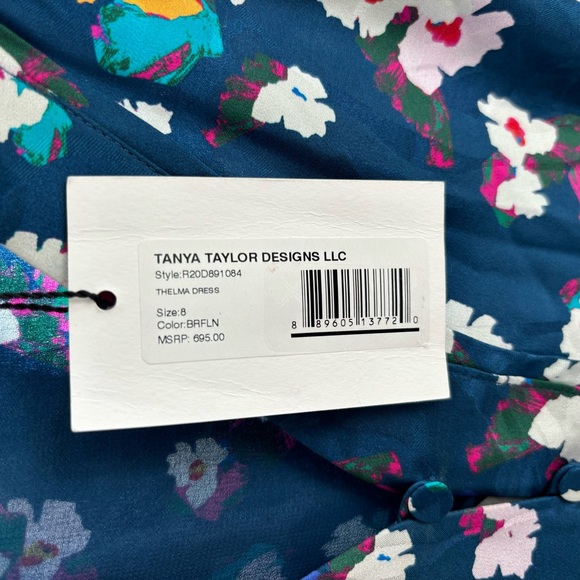 TANYA TAYLOR DESIGNS LLC
Style:R20D891084
THELMA DRESS
Size:8
Color:BRFLN
MSRP: 695.00
8 89605 13772 0